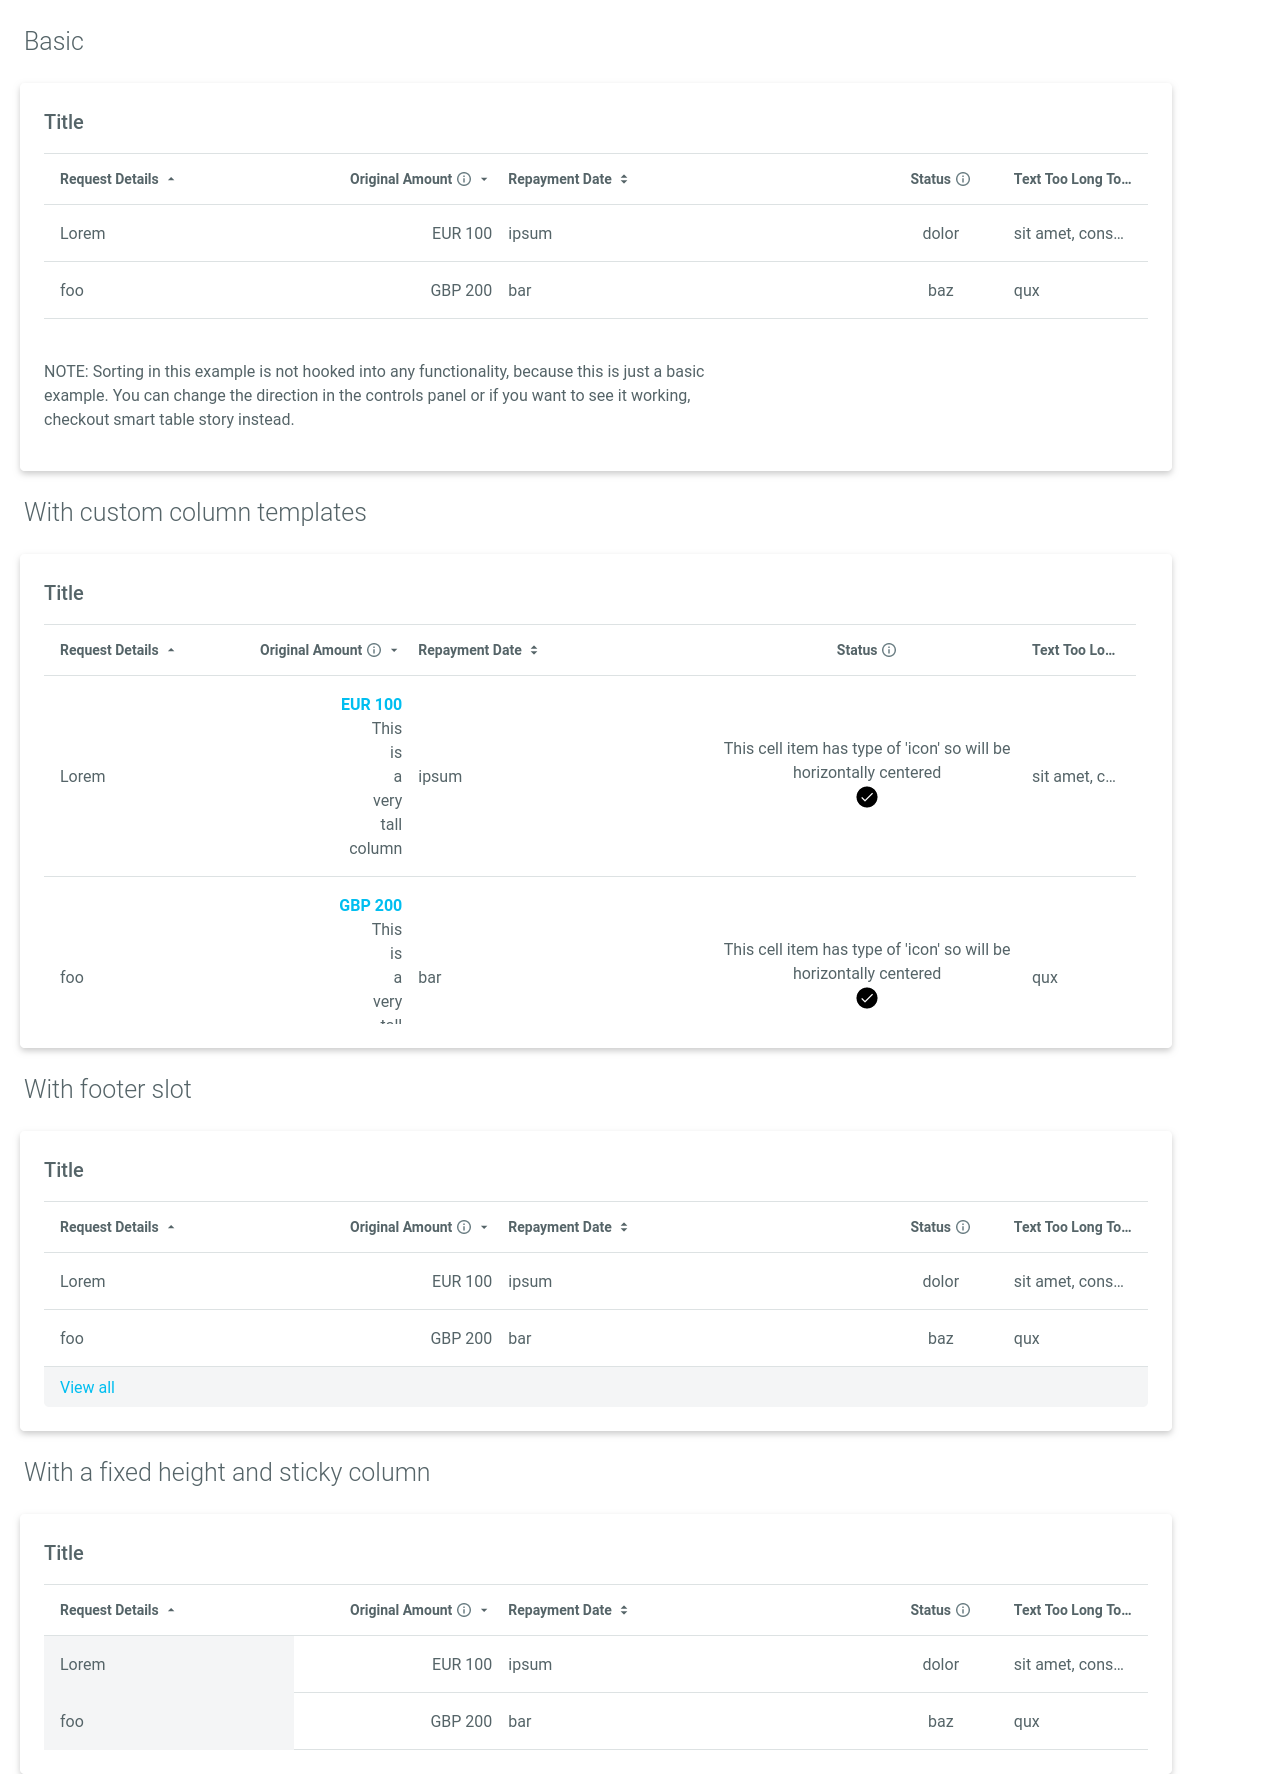 Basic
Title
Request Details Original Amount Repayment Date Status Text Too Long To...
Lorem EUR 100 ipsum dolor sit amet, cons...
foo GBP 200 bar baz qux
NOTE: Sorting in this example is not hooked into any functionality, because this is just a basic
example. You can change the direction in the controls panel or if you want to see it working,
checkout smart table story instead.
With custom column templates
Title
Request Details Original Amount Repayment Date Status Text Too Lo...
EUR 100
This
is
a
very
tall
column
Lorem
ipsum
This cell item has type of 'icon' so will be
horizontally centered
sit amet, c...
GBP 200
This
is
a
very
tall
foo
bar
This cell item has type of 'icon' so will be
horizontally centered
qux
With footer slot
Title
Request Details Original Amount Repayment Date Status Text Too Long To...
Lorem EUR 100 ipsum dolor sit amet, cons...
foo GBP 200 bar baz qux
View all
With a fixed height and sticky column
Title
Request Details Original Amount Repayment Date Status Text Too Long To...
Lorem EUR 100 ipsum dolor sit amet, cons...
foo GBP 200 bar baz qux